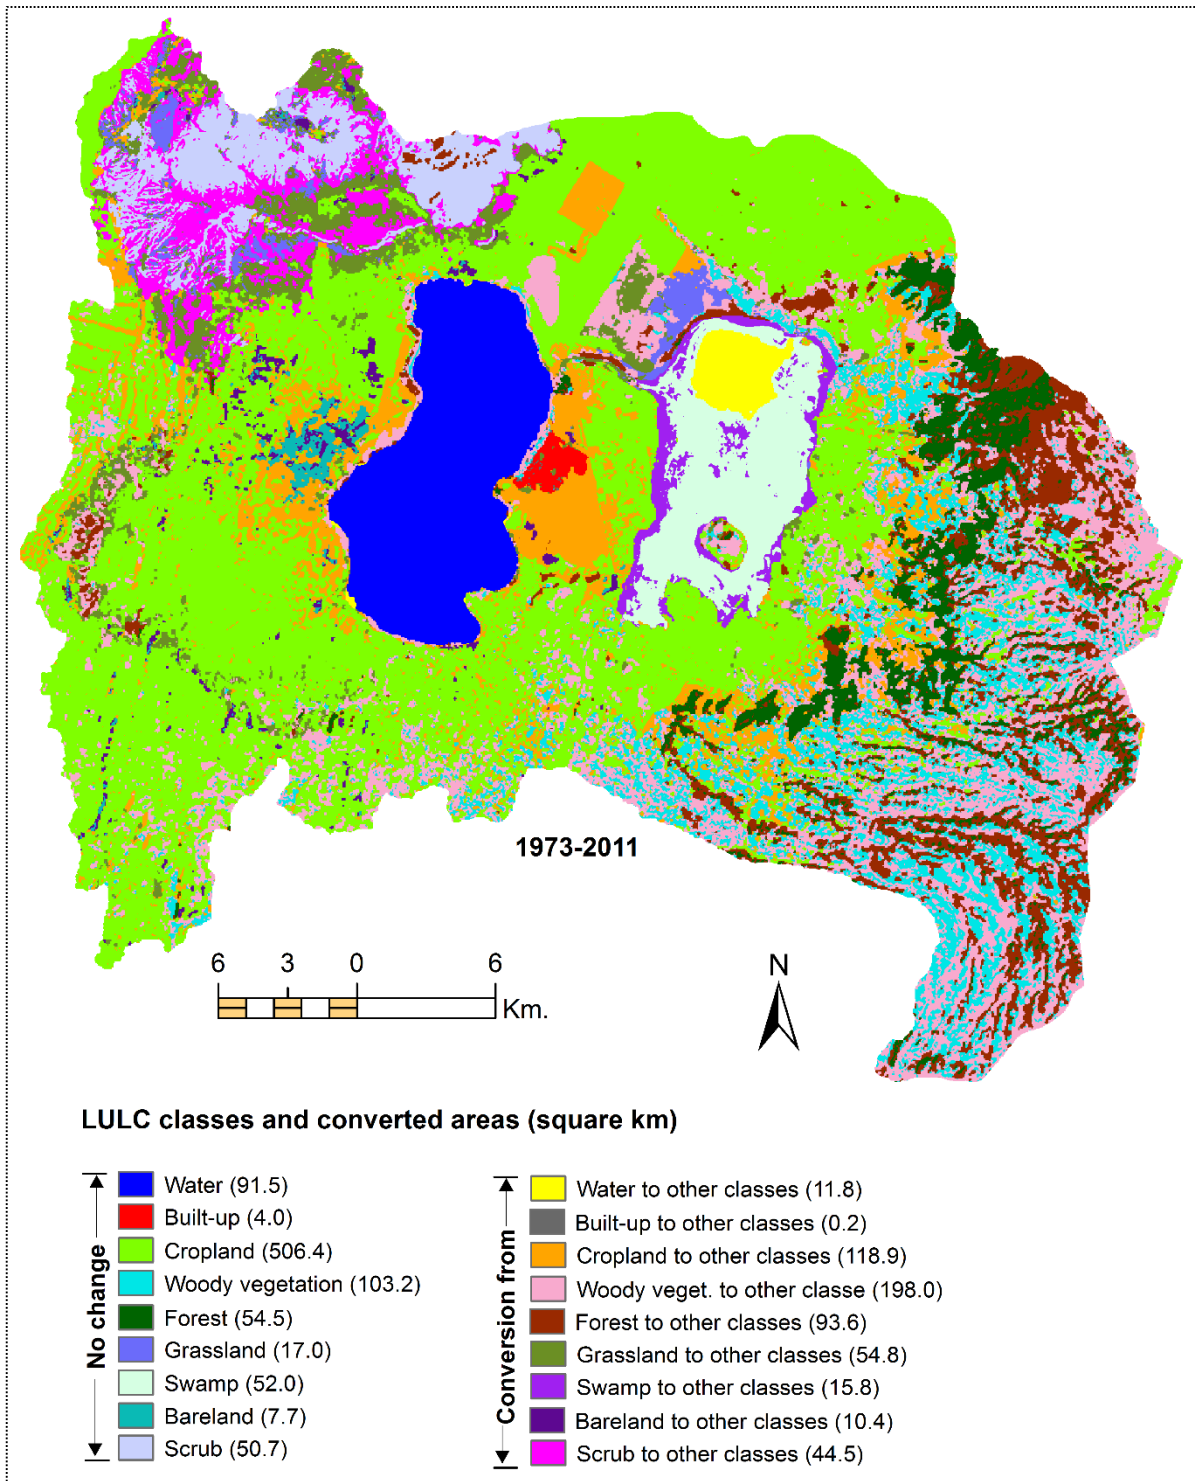 1973-2011
6 3 0 6
Km.
N
LULC classes and converted areas (square km)
No change
Water (91.5)
Built-up (4.0)
Cropland (506.4)
Woody vegetation (103.2)
Forest (54.5)
Grassland (17.0)
Swamp (52.0)
Bareland (7.7)
Scrub (50.7)
Conversion from
Water to other classes (11.8)
Built-up to other classes (0.2)
Cropland to other classes (118.9)
Woody veget. to other classe (198.0)
Forest to other classes (93.6)
Grassland to other classes (54.8)
Swamp to other classes (15.8)
Bareland to other classes (10.4)
Scrub to other classes (44.5)